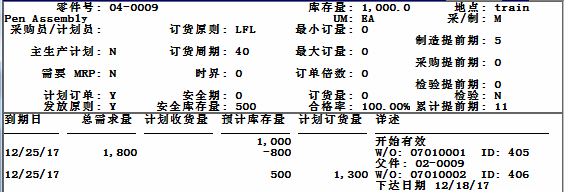 零件号: 04-0009 库存量: 1,000.0 地点: train
Pen Assembly UM: EA 采/制: M
采购员/计划员: 订货原则: LFL 最小订量: 0
制造提前期: 5
主生产计划: N 订货周期: 40 最大订量: 0
采购提前期: 0
需要 MRP: N 时界: 0 订单倍数: 0
检验提前期: 0
计划订单: Y 安全期: 0 订货量: 0 检验: N
发放原则: Y 安全库存量: 500 合格率: 100.00% 累计提前期: 11
到期日 总需求量 计划收货量 预计库存量 计划订货量 详述
1,000 开始有效
12/25/17 1,800 -800 W/O: 07010001 ID: 405
父件: 02-0009
12/25/17 500 1,300 W/O: 07010002 ID: 406
下达日期 12/18/17